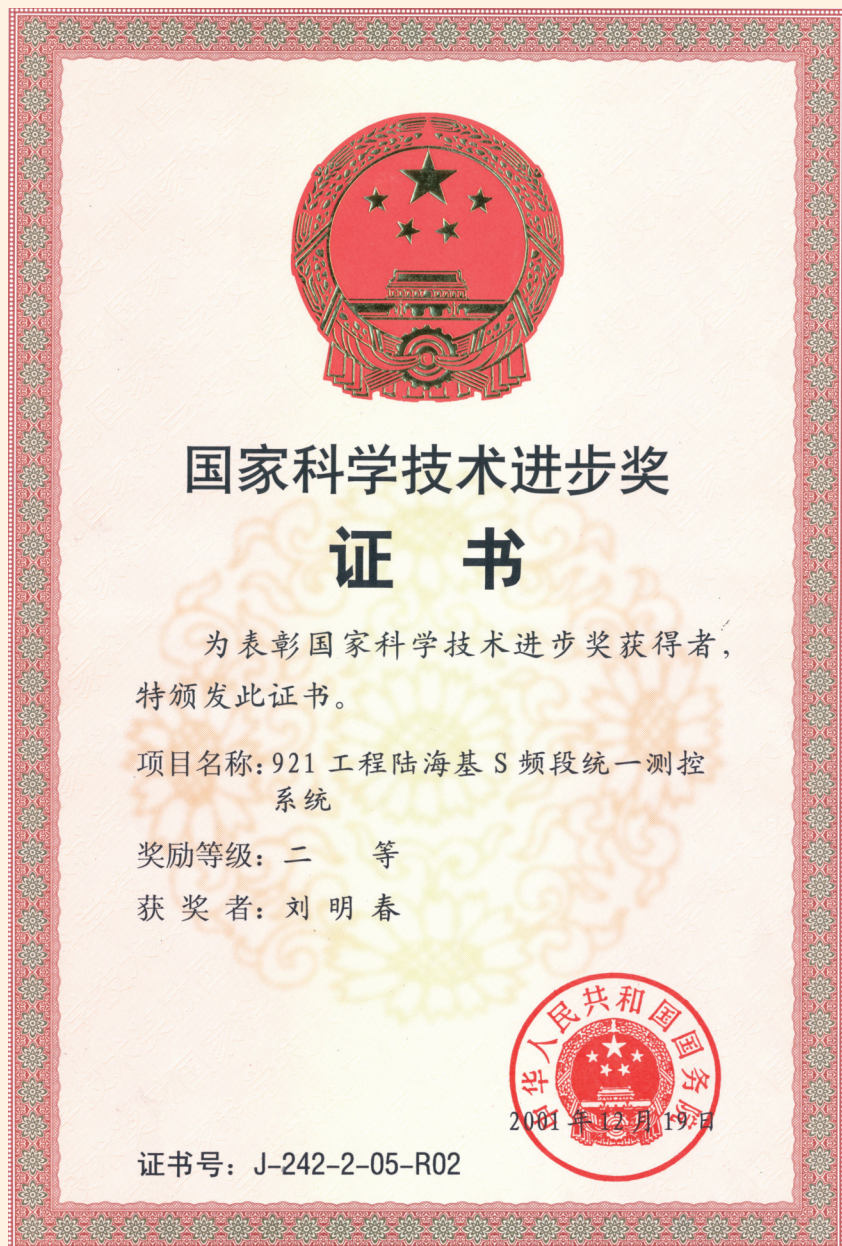 国家科学技术进步奖
证 书
为表彰国家科学技术进步奖获得者，
特颁发此证书。
项目名称：921 工程陆海基 S 频段统一测控
系统
奖励等级：二 等
获 奖 者：刘 明 春
中华人民共和国国务院
2001 年 12 月 19 日
证书号：J-242-2-05-R02